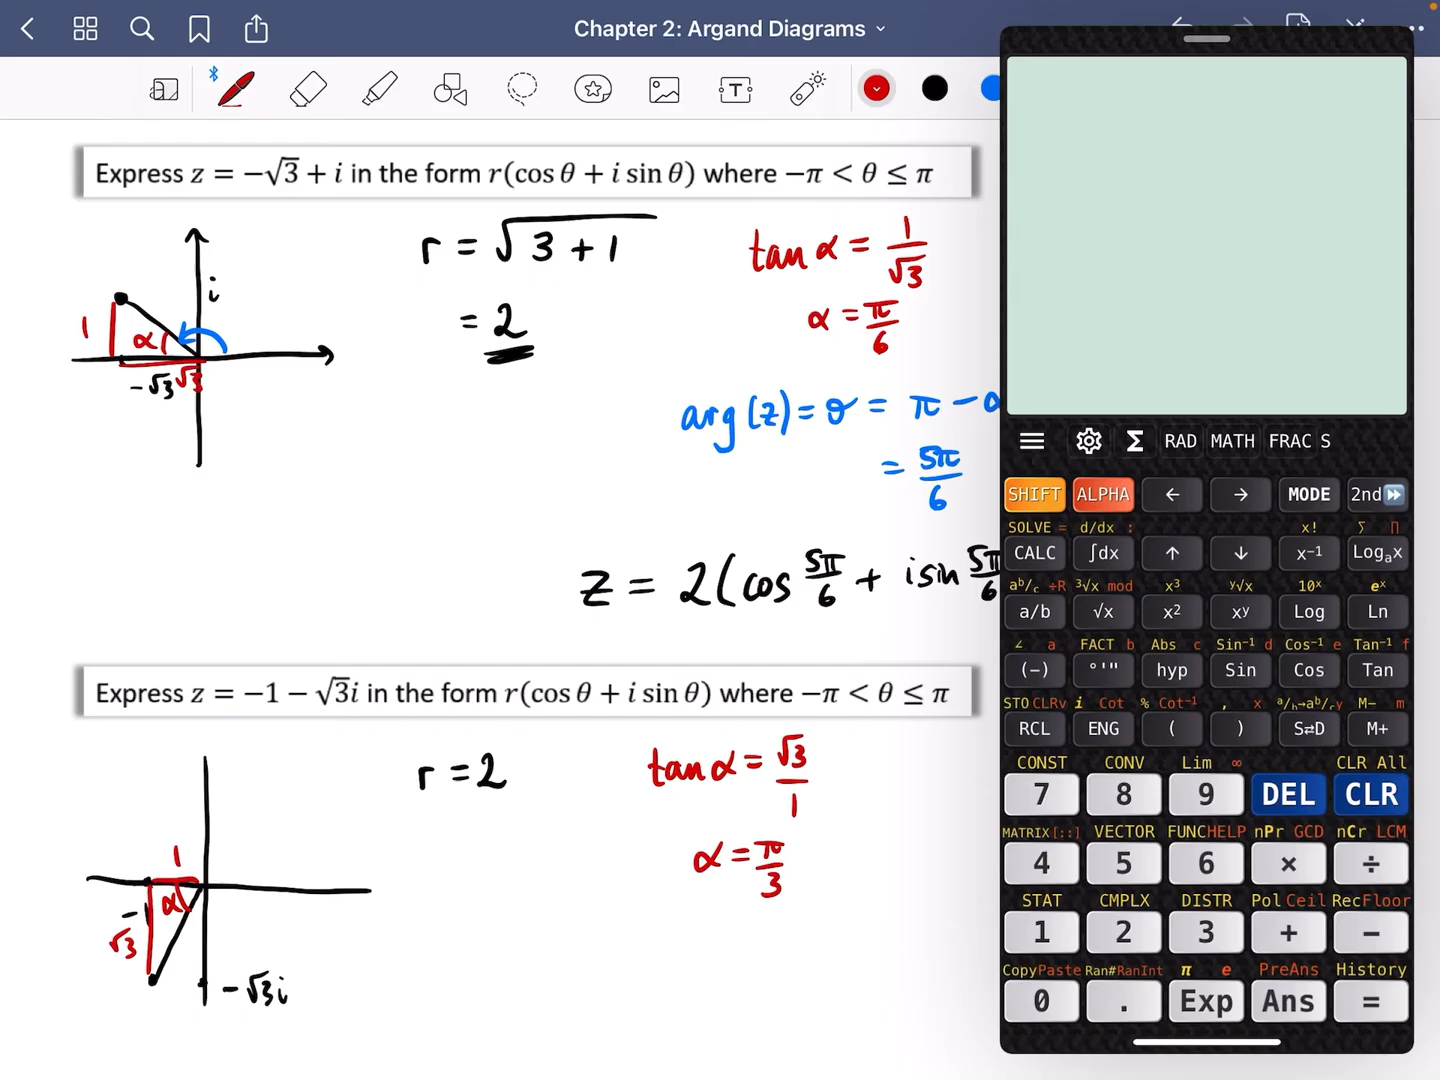 Chapter 2: Argand Diagrams
Express z = −√3 + i in the form r(cos θ + i sin θ) where −π < θ ≤ π
i
1
α
−√3
√3
r = √3 + 1
= 2
tan α = 1/√3
α = π/6
arg(z) = θ = π −
= 5π/6
z = 2(cos 5π/6 + i sin 5π/6
Express z = −1 − √3i in the form r(cos θ + i sin θ) where −π < θ ≤ π
1
α
−1
√3
−√3i
r = 2
tan α = √3/1
α = π/3
RAD MATH FRAC S
SHIFT ALPHA ← → MODE 2nd
SOLVE = d/dx : x! ∑ ∏
CALC ∫dx ↑ ↓ x⁻¹ Logₐx
aᵇ/c ÷R ³√x mod x³ ʸ√x 10ˣ eˣ
a/b √x x² xʸ Log Ln
∠ a FACT b Abs c Sin⁻¹ d Cos⁻¹ e Tan⁻¹ f
(−) °'" hyp Sin Cos Tan
STO CLRv i Cot % Cot⁻¹ , x a/b→aᵇ/c y M− m
RCL ENG ( ) S⇄D M+
CONST CONV Lim ∞ CLR All
7 8 9 DEL CLR
MATRIX[::] VECTOR FUNC HELP nPr GCD nCr LCM
4 5 6 × ÷
STAT CMPLX DISTR Pol Ceil Rec Floor
1 2 3 + −
Copy Paste Ran# RanInt π e PreAns History
0 . Exp Ans =